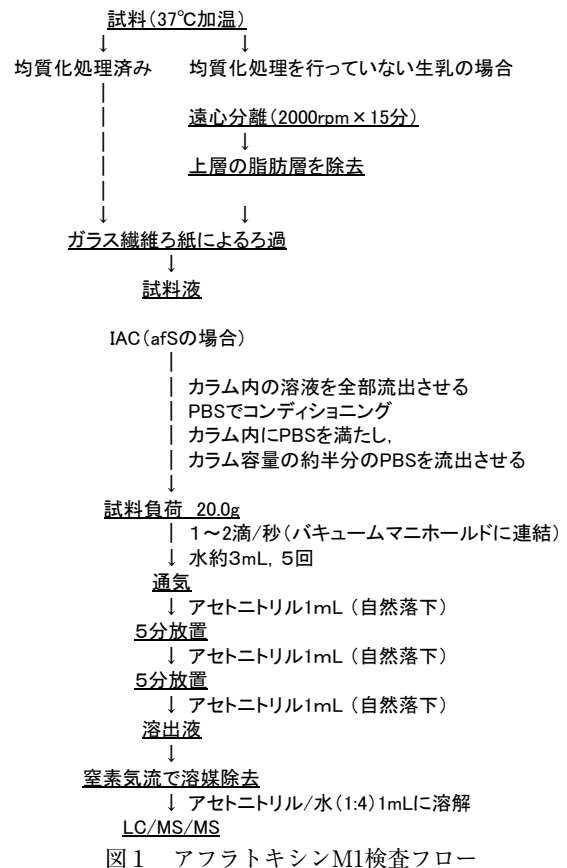 試料(37℃加温)
↓ ↓
均質化処理済み 均質化処理を行っていない生乳の場合
遠心分離(2000rpm×15分)
↓
上層の脂肪層を除去
↓ ↓
ガラス繊維ろ紙によるろ過
↓
試料液
IAC(afSの場合)
カラム内の溶液を全部流出させる
PBSでコンディショニング
カラム内にPBSを満たし,
カラム容量の約半分のPBSを流出させる
↓
試料負荷 20.0g
1~2滴/秒(バキュームマニホールドに連結)
↓ 水約3mL, 5回
通気
↓ アセトニトリル1mL (自然落下)
5分放置
↓ アセトニトリル1mL (自然落下)
5分放置
↓ アセトニトリル1mL (自然落下)
溶出液
↓
窒素気流で溶媒除去
↓ アセトニトリル/水(1:4)1mLに溶解
LC/MS/MS
図1 アフラトキシンM1検査フロー